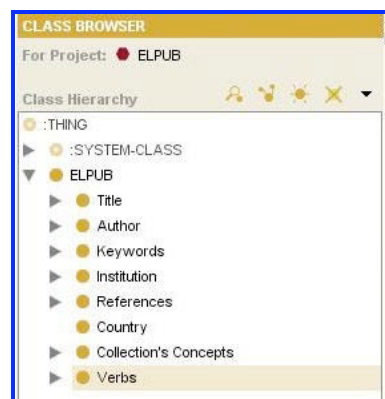 CLASS BROWSER
For Project: ELPUB
Class Hierarchy
:THING
:SYSTEM-CLASS
ELPUB
Title
Author
Keywords
Institution
References
Country
Collection's Concepts
Verbs